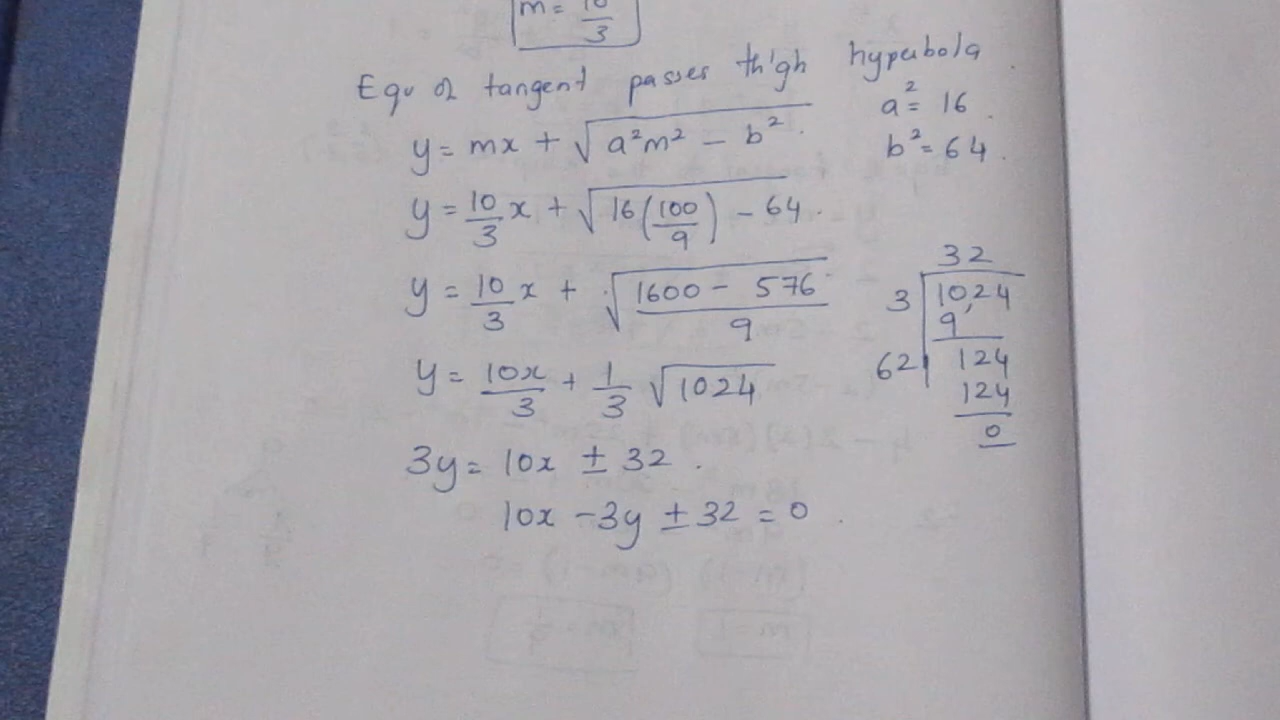 m = 10/3
Equ of tangent passes th'gh hyperbola
a² = 16
y = mx + √(a²m² - b²)
b² = 64
y = 10/3 x + √(16(100/9) - 64)
y = 10/3 x + √((1600 - 576)/9)
y = 10x/3 + 1/3 √1024
3y = 10x ± 32
10x - 3y ± 32 = 0
32
3 | 10,24
9
62 | 124
124
0